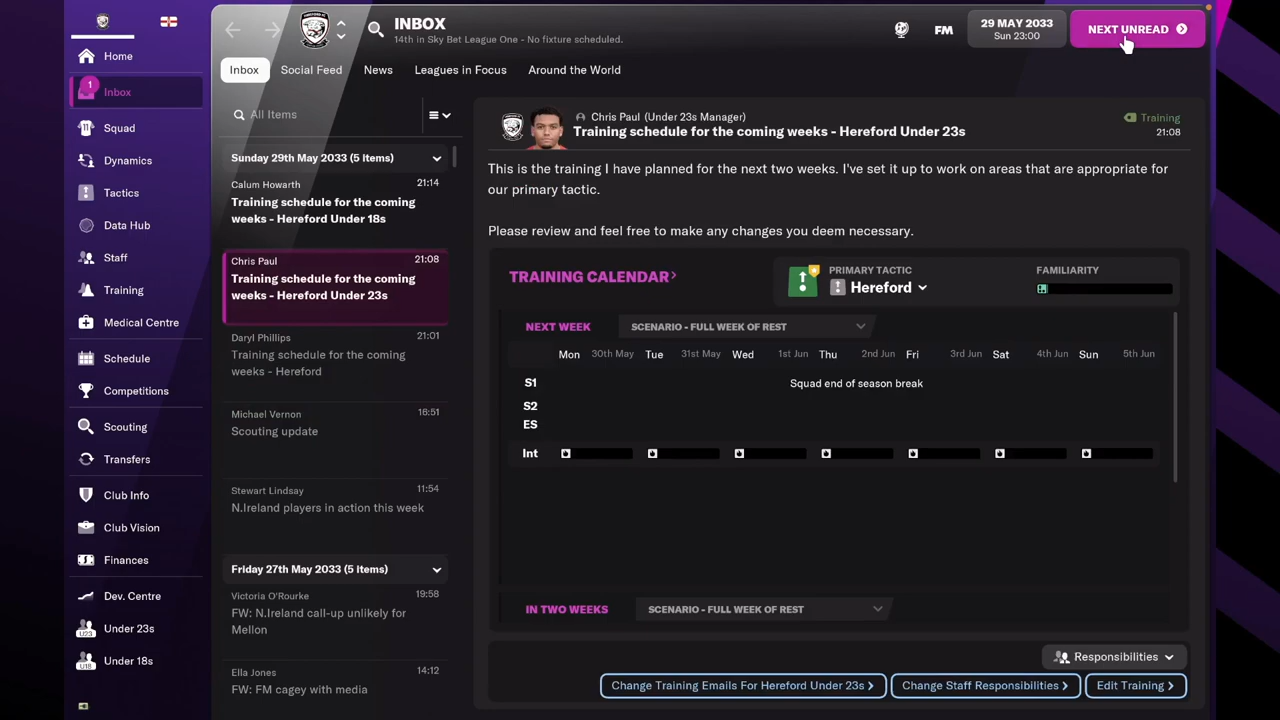 INBOX
14th in Sky Bet League One - No fixture scheduled.
FM
29 MAY 2033
Sun 23:00
NEXT UNREAD
Home
1
Inbox
Squad
Dynamics
Tactics
Data Hub
Staff
Training
Medical Centre
Schedule
Competitions
Scouting
Transfers
Club Info
Club Vision
Finances
Dev. Centre
U23
Under 23s
U18
Under 18s
Inbox
Social Feed
News
Leagues in Focus
Around the World
All Items
Sunday 29th May 2033 (5 items)
Calum Howarth
21:14
Training schedule for the coming
weeks - Hereford Under 18s
Chris Paul
21:08
Training schedule for the coming
weeks - Hereford Under 23s
Daryl Phillips
21:01
Training schedule for the coming
weeks - Hereford
Michael Vernon
16:51
Scouting update
Stewart Lindsay
11:54
N.Ireland players in action this week
Friday 27th May 2033 (5 items)
Victoria O'Rourke
19:58
FW: N.Ireland call-up unlikely for
Mellon
Ella Jones
14:12
FW: FM cagey with media
Chris Paul (Under 23s Manager)
Training schedule for the coming weeks - Hereford Under 23s
Training
21:08
This is the training I have planned for the next two weeks. I've set it up to work on areas that are appropriate for
our primary tactic.
Please review and feel free to make any changes you deem necessary.
TRAINING CALENDAR
PRIMARY TACTIC
Hereford
FAMILIARITY
NEXT WEEK
SCENARIO - FULL WEEK OF REST
Mon 30th May Tue 31st May Wed 1st Jun Thu 2nd Jun Fri 3rd Jun Sat 4th Jun Sun 5th Jun
S1
Squad end of season break
S2
ES
Int
IN TWO WEEKS
SCENARIO - FULL WEEK OF REST
Responsibilities
Change Training Emails For Hereford Under 23s
Change Staff Responsibilities
Edit Training